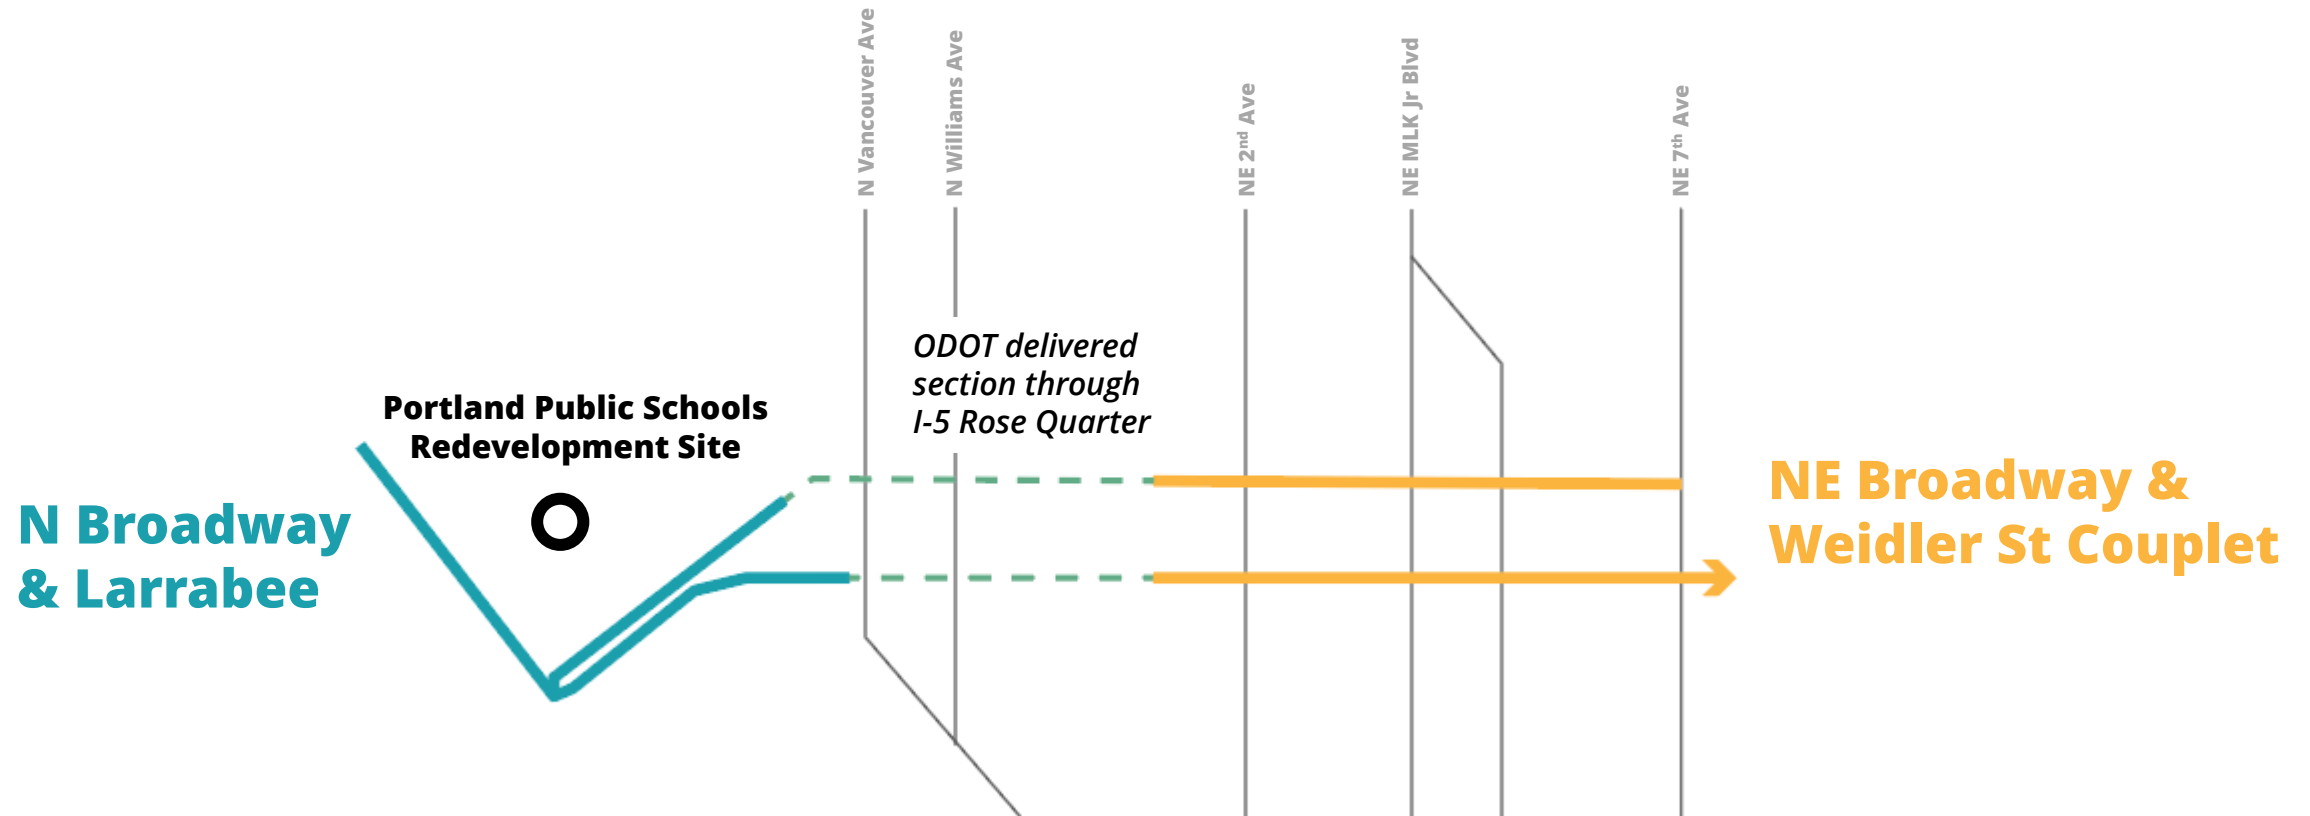 N Vancouver Ave
N Williams Ave
NE 2nd Ave
NE MLK Jr Blvd
NE 7th Ave
ODOT delivered
section through
I-5 Rose Quarter
Portland Public Schools
Redevelopment Site
N Broadway
& Larrabee
NE Broadway &
Weidler St Couplet